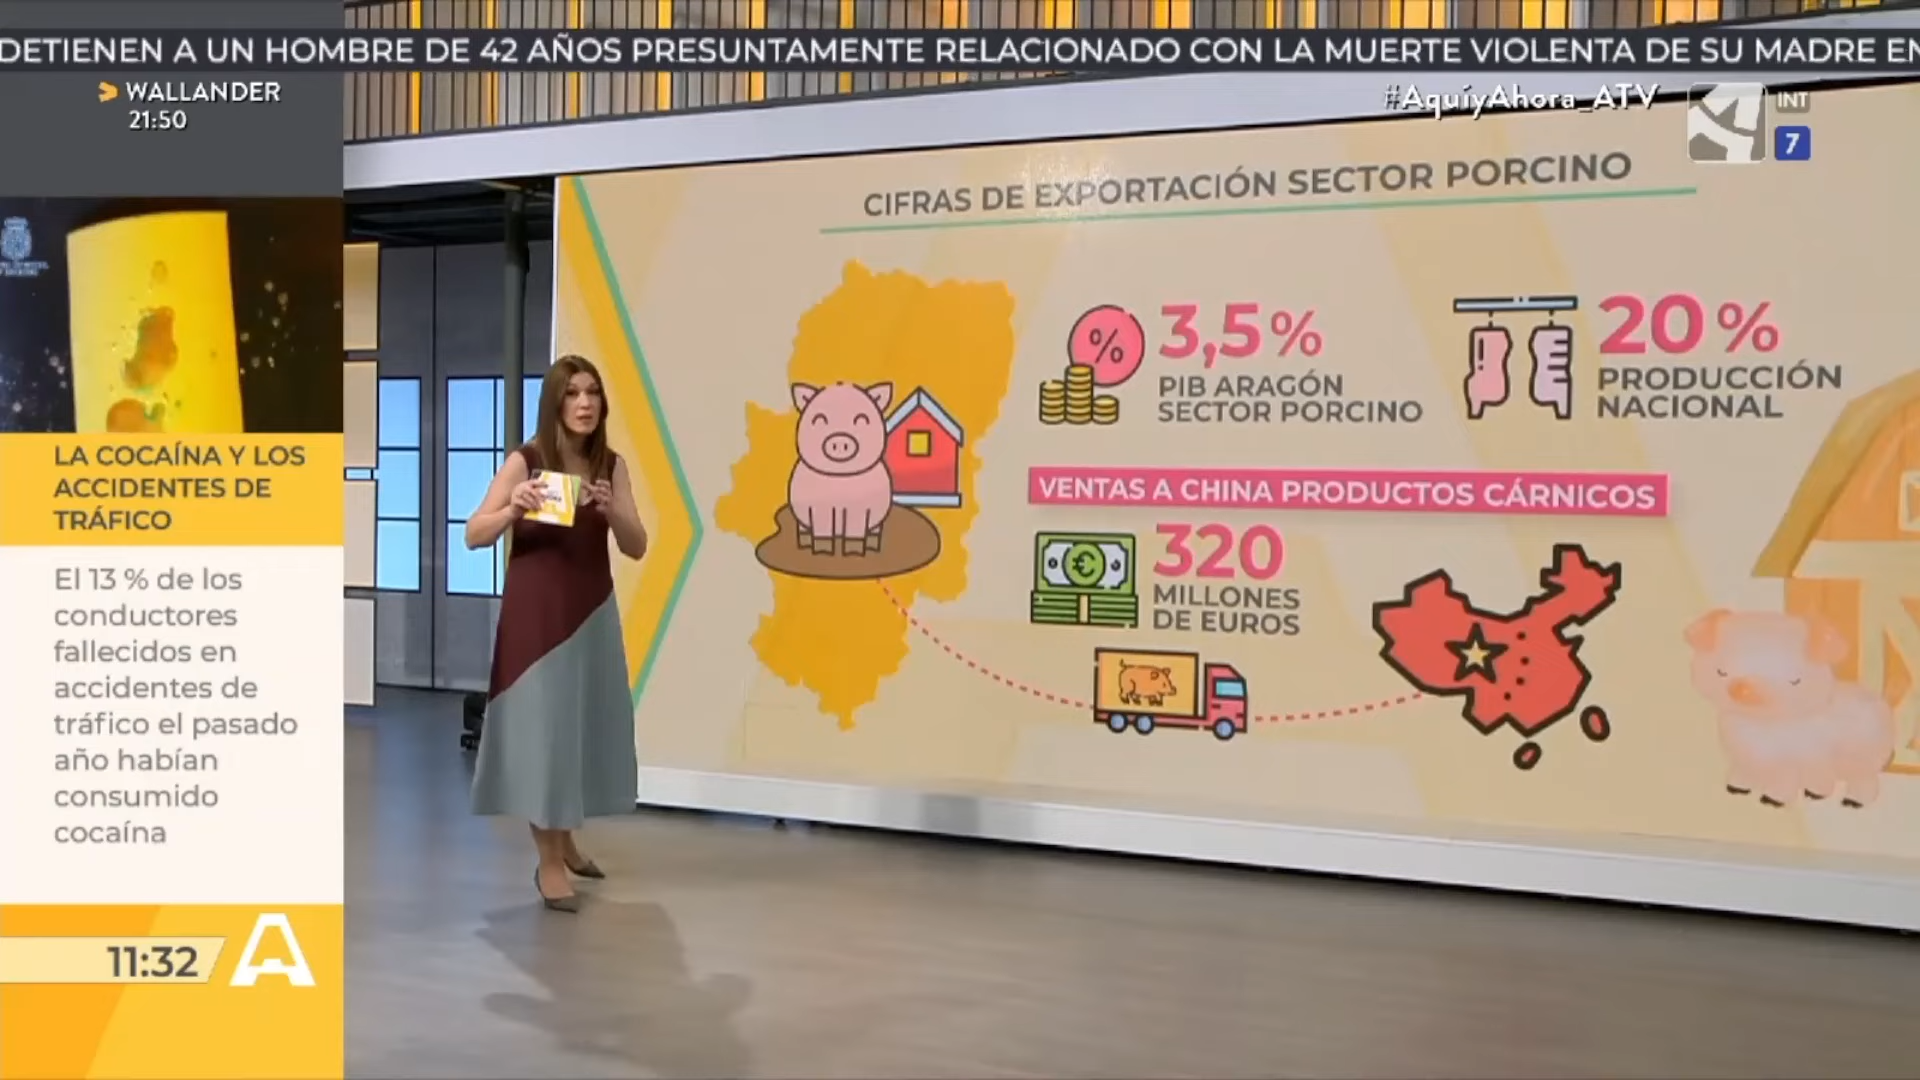 DETIENEN A UN HOMBRE DE 42 AÑOS PRESUNTAMENTE RELACIONADO CON LA MUERTE VIOLENTA DE SU MADRE EN
WALLANDER
21:50
#AquíyAhora_ATV
INT
7
CIFRAS DE EXPORTACIÓN SECTOR PORCINO
%
3,5%
PIB ARAGÓN
SECTOR PORCINO
20%
PRODUCCIÓN
NACIONAL
VENTAS A CHINA PRODUCTOS CÁRNICOS
€
320
MILLONES
DE EUROS
LA COCAÍNA Y LOS
ACCIDENTES DE
TRÁFICO
El 13 % de los
conductores
fallecidos en
accidentes de
tráfico el pasado
año habían
consumido
cocaína
11:32
A